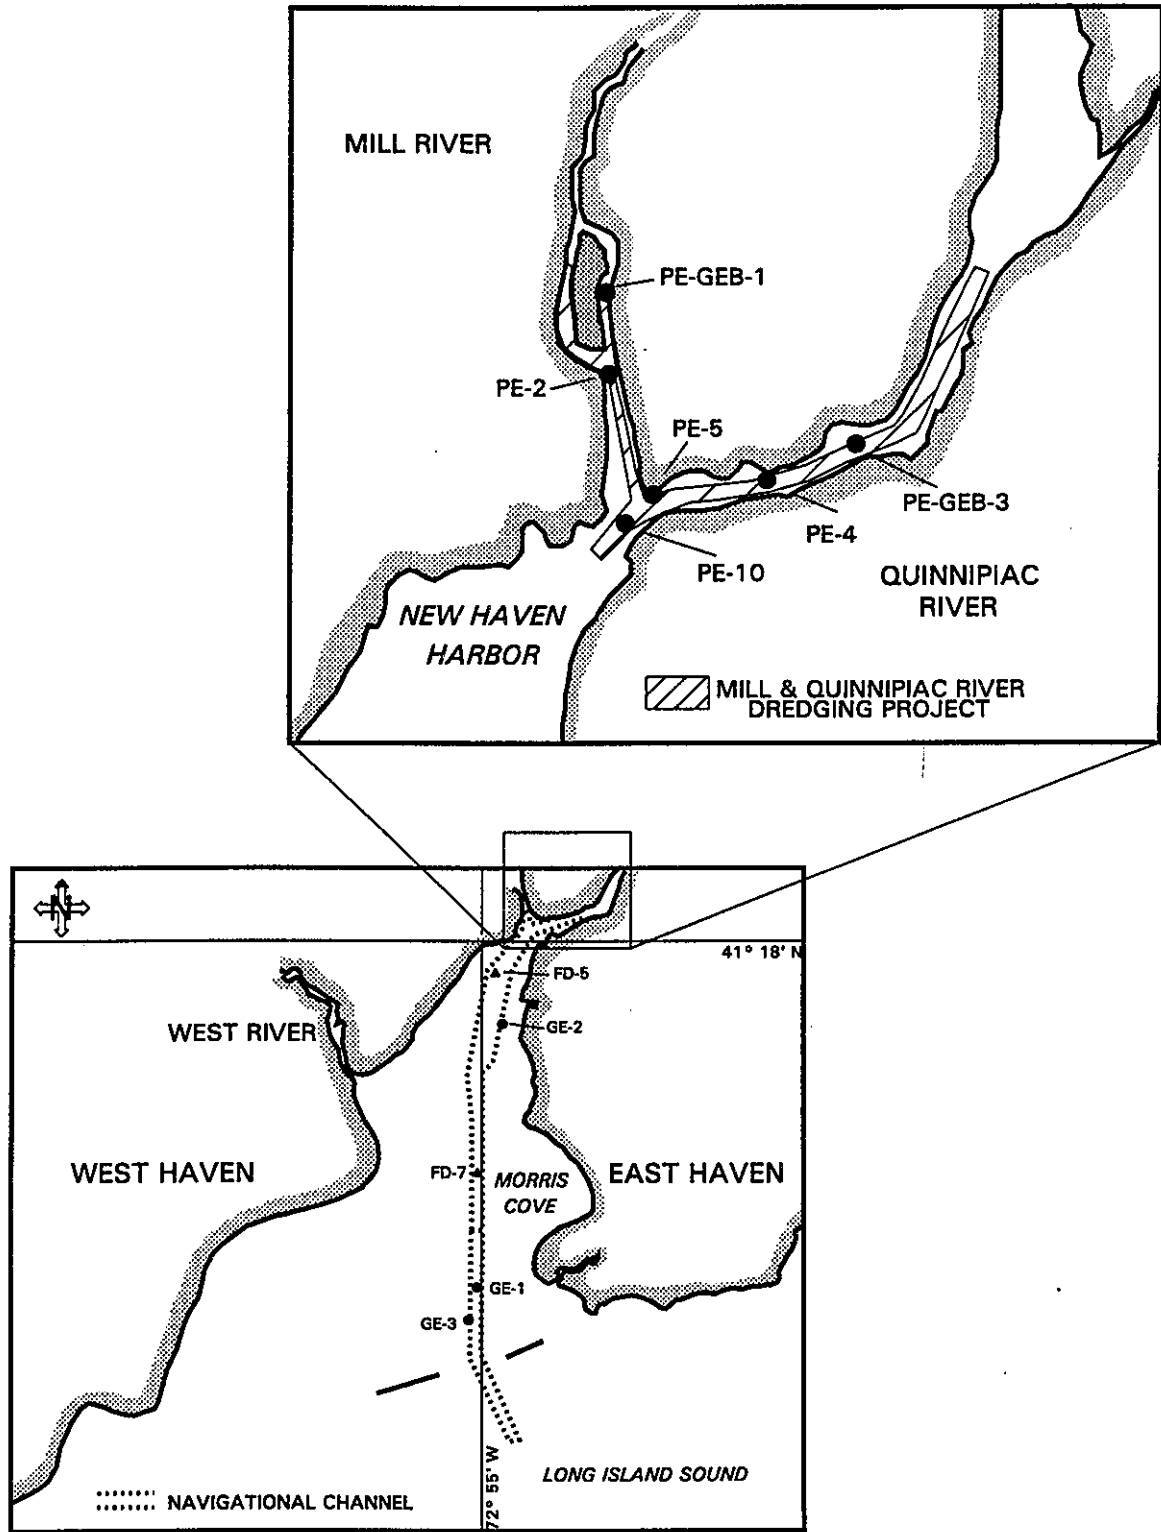 MILL RIVER
PE-GEB-1
PE-2
PE-5
PE-GEB-3
PE-4
PE-10
QUINNIPIAC
RIVER
NEW HAVEN
HARBOR
MILL & QUINNIPIAC RIVER
DREDGING PROJECT
N
41° 18' N
FD-5
WEST RIVER
GE-2
WEST HAVEN
FD-7
MORRIS
COVE
EAST HAVEN
GE-1
GE-3
72° 55' W
LONG ISLAND SOUND
NAVIGATIONAL CHANNEL